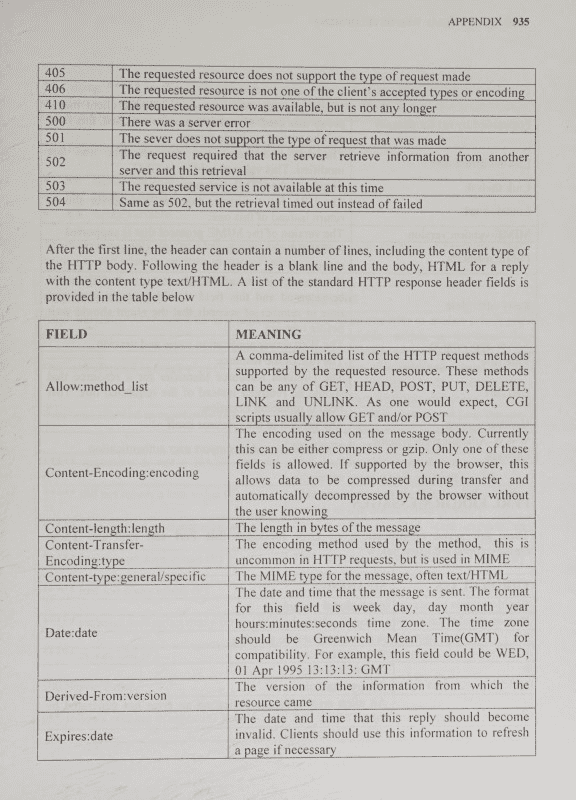 APPENDIX 935
405 The requested resource does not support the type of request made
406 The requested resource is not one of the client's accepted types or encoding
410 The requested resource was available, but is not any longer
500 There was a server error
501 The sever does not support the type of request that was made
502 The request required that the server retrieve information from another
server and this retrieval
503 The requested service is not available at this time
504 Same as 502, but the retrieval timed out instead of failed
After the first line, the header can contain a number of lines, including the content type of
the HTTP body. Following the header is a blank line and the body, HTML for a reply
with the content type text/HTML. A list of the standard HTTP response header fields is
provided in the table below
FIELD MEANING
Allow:method_list
A comma-delimited list of the HTTP request methods
supported by the requested resource. These methods
can be any of GET, HEAD, POST, PUT, DELETE,
LINK and UNLINK. As one would expect, CGI
scripts usually allow GET and/or POST
Content-Encoding:encoding
The encoding used on the message body. Currently
this can be either compress or gzip. Only one of these
fields is allowed. If supported by the browser, this
allows data to be compressed during transfer and
automatically decompressed by the browser without
the user knowing
Content-length:length The length in bytes of the message
Content-Transfer-
Encoding:type
The encoding method used by the method, this is
uncommon in HTTP requests, but is used in MIME
Content-type:general/specific The MIME type for the message, often text/HTML
Date:date
The date and time that the message is sent. The format
for this field is week day, day month year
hours:minutes:seconds time zone. The time zone
should be Greenwich Mean Time(GMT) for
compatibility. For example, this field could be WED,
01 Apr 1995 13:13:13: GMT
Derived-From:version
The version of the information from which the
resource came
Expires:date
The date and time that this reply should become
invalid. Clients should use this information to refresh
a page if necessary